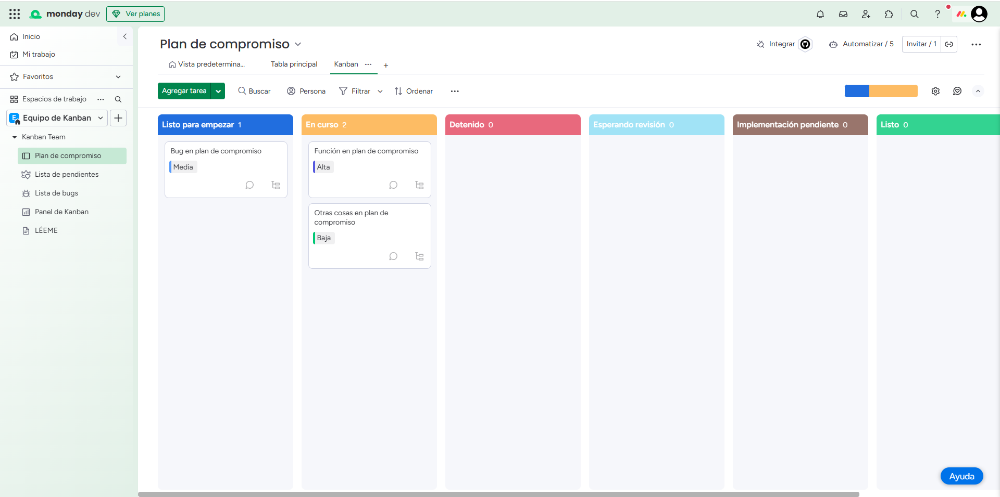 monday dev
Ver planes
Inicio
Mi trabajo
Favoritos
Espacios de trabajo
E
Equipo de Kanban
Kanban Team
Plan de compromiso
Lista de pendientes
Lista de bugs
Panel de Kanban
LÉEME
Plan de compromiso
Integrar
Automatizar / 5
Invitar / 1
Vista predetermina...
Tabla principal
Kanban
Agregar tarea
Buscar
Persona
Filtrar
Ordenar
Listo para empezar 1
En curso 2
Detenido 0
Esperando revisión 0
Implementación pendiente 0
Listo 0
Bug en plan de compromiso
Media
Función en plan de compromiso
Alta
Otras cosas en plan de
compromiso
Baja
Ayuda